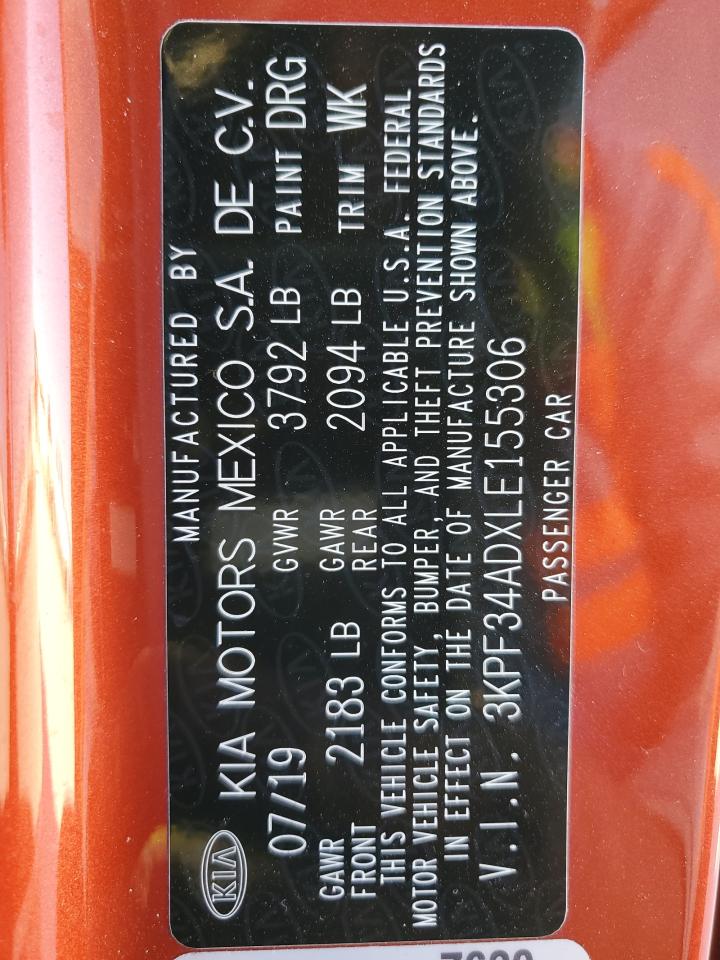 MANUFACTURED BY
KIA KIA MOTORS MEXICO S.A. DE C.V.
07/19 GVWR 3792 LB PAINT DRG
GAWR FRONT 2183 LB GAWR REAR 2094 LB TRIM WK
THIS VEHICLE CONFORMS TO ALL APPLICABLE U.S.A. FEDERAL
MOTOR VEHICLE SAFETY, BUMPER, AND THEFT PREVENTION STANDARDS
IN EFFECT ON THE DATE OF MANUFACTURE SHOWN ABOVE.
V.I.N. 3KPF34ADXLE155306
PASSENGER CAR